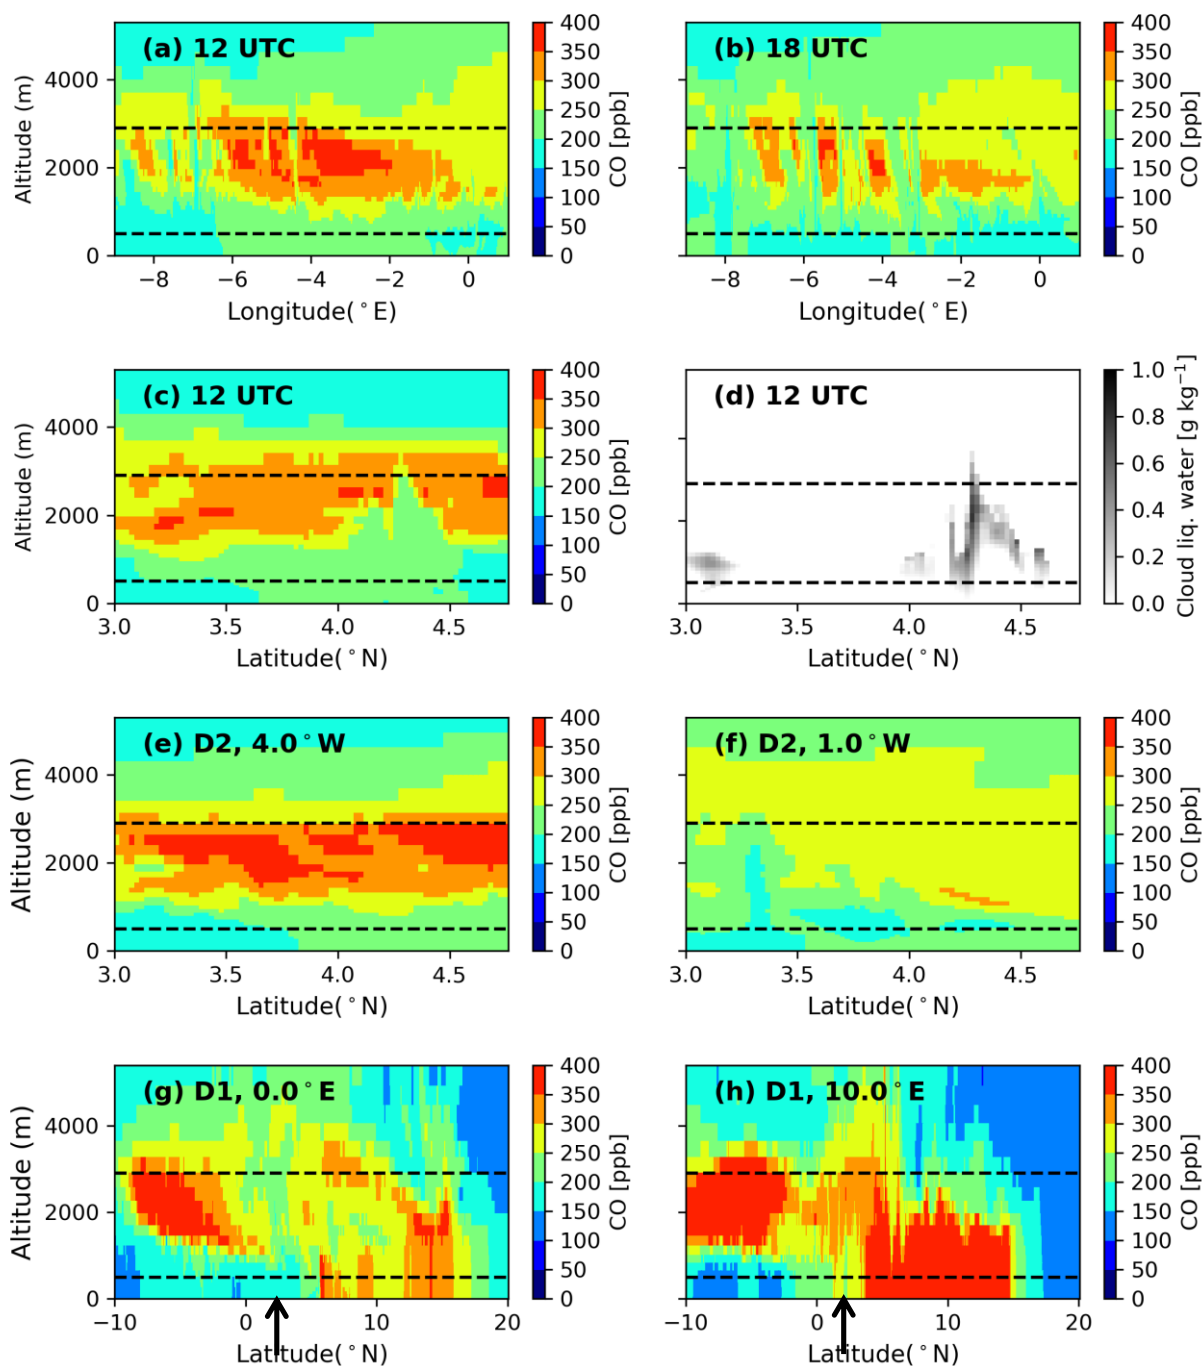 (a) 12 UTC
Altitude (m)
4000
2000
0
−8 −6 −4 −2 0
Longitude(°E)
400
350
300
250
200
150
100
50
0
CO [ppb]
(b) 18 UTC
−8 −6 −4 −2 0
Longitude(°E)
400
350
300
250
200
150
100
50
0
CO [ppb]
(c) 12 UTC
Altitude (m)
4000
2000
0
3.0 3.5 4.0 4.5
Latitude(°N)
400
350
300
250
200
150
100
50
0
CO [ppb]
(d) 12 UTC
3.0 3.5 4.0 4.5
Latitude(°N)
1.0
0.8
0.6
0.4
0.2
0.0
Cloud liq. water [g kg⁻¹]
(e) D2, 4.0°W
Altitude (m)
4000
2000
0
3.0 3.5 4.0 4.5
Latitude(°N)
400
350
300
250
200
150
100
50
0
CO [ppb]
(f) D2, 1.0°W
3.0 3.5 4.0 4.5
Latitude(°N)
400
350
300
250
200
150
100
50
0
CO [ppb]
(g) D1, 0.0°E
Altitude (m)
4000
2000
0
−10 0 10 20
Latitude(°N)
400
350
300
250
200
150
100
50
0
CO [ppb]
(h) D1, 10.0°E
−10 0 10 20
Latitude(°N)
400
350
300
250
200
150
100
50
0
CO [ppb]